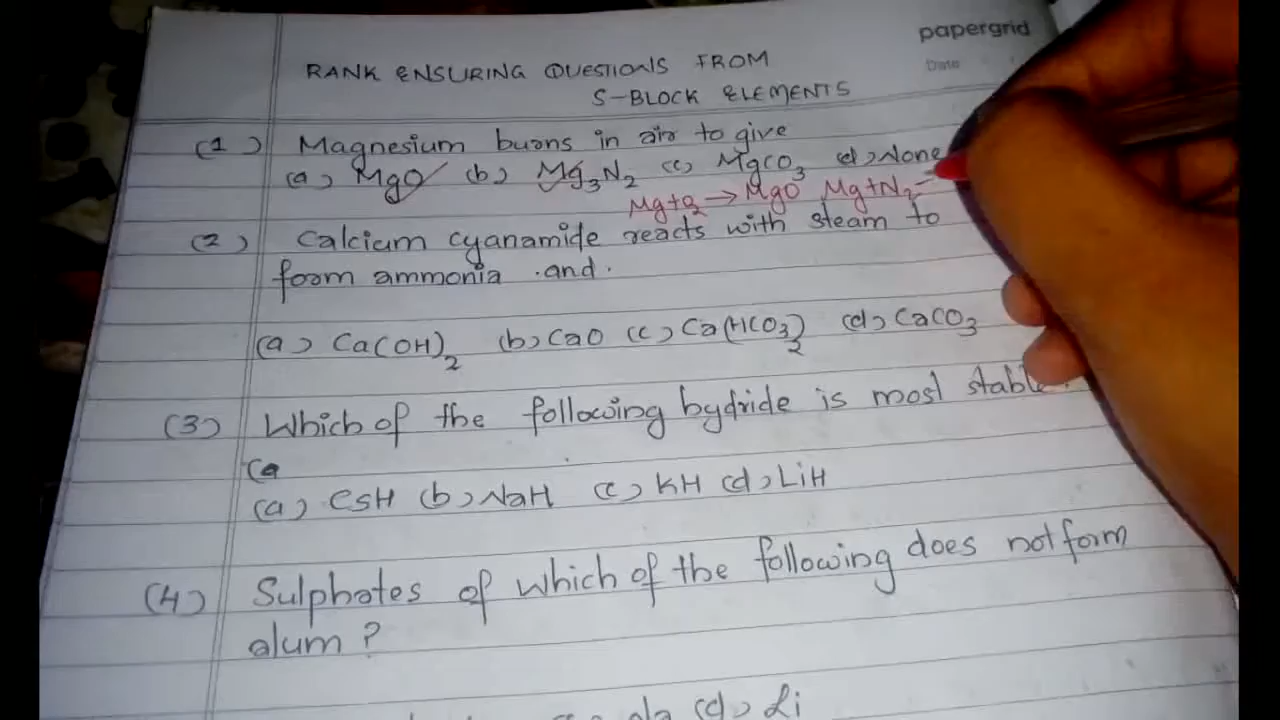 papergrid
Date
RANK ENSURING QUESTIONS FROM
S-BLOCK ELEMENTS
(1) Magnesium burns in air to give
(a) MgO (b) Mg3N2 (c) MgCO3 (d) None
Mg+O2 → MgO Mg+N2
(2) Calcium cyanamide reacts with steam to
form ammonia and
(a) Ca(OH)2 (b) CaO (c) Ca(HCO3)2 (d) CaCO3
(3) Which of the following hydride is most stable
(a
(a) CsH (b) NaH (c) KH (d) LiH
(4) Sulphates of which of the following does not form
alum?
(d) Li